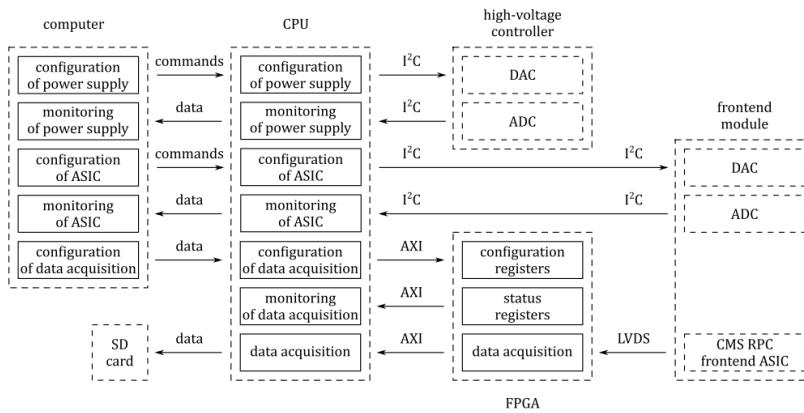 computer
CPU
high-voltage
controller
configuration
of power supply
commands
configuration
of power supply
I²C
DAC
monitoring
of power supply
data
monitoring
of power supply
I²C
ADC
frontend
module
configuration
of ASIC
commands
configuration
of ASIC
I²C
I²C
DAC
monitoring
of ASIC
data
monitoring
of ASIC
I²C
I²C
ADC
configuration
of data acquisition
data
configuration
of data acquisition
AXI
configuration
registers
monitoring
of data acquisition
AXI
status
registers
SD
card
data
data acquisition
AXI
data acquisition
LVDS
CMS RPC
frontend ASIC
FPGA